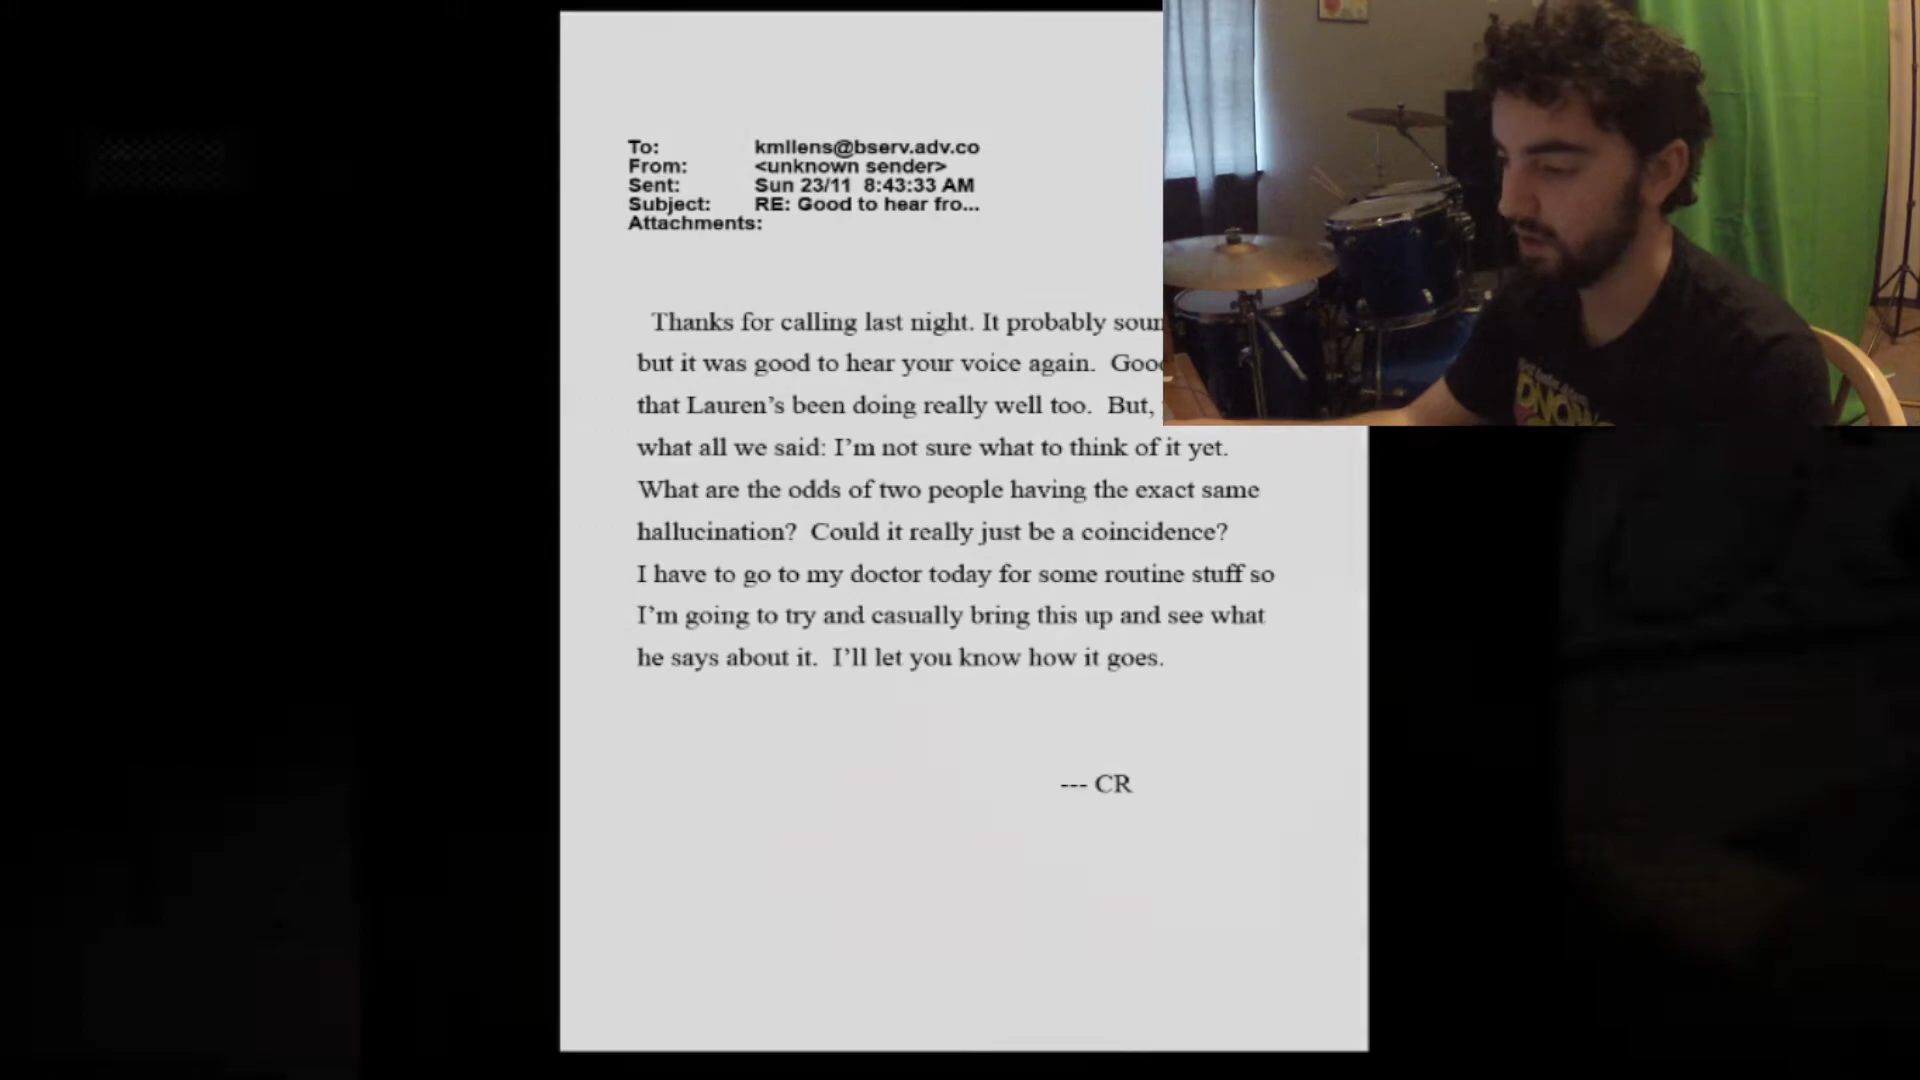 To: kmllens@bserv.adv.co
From: <unknown sender>
Sent: Sun 23/11 8:43:33 AM
Subject: RE: Good to hear fro...
Attachments:
Thanks for calling last night. It probably
but it was good to hear your voice again.
that Lauren's been doing really well too. But,
what all we said: I'm not sure what to think of it yet.
What are the odds of two people having the exact same
hallucination? Could it really just be a coincidence?
I have to go to my doctor today for some routine stuff so
I'm going to try and casually bring this up and see what
he says about it. I'll let you know how it goes.
--- CR